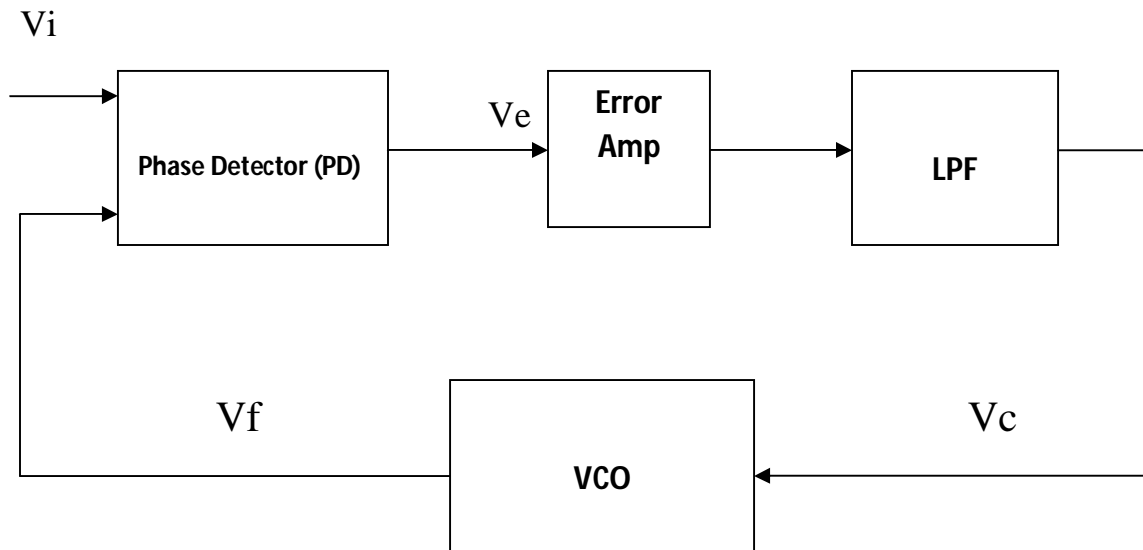 Vi
Phase Detector (PD)
Ve
Error
Amp
LPF
Vf
VCO
Vc